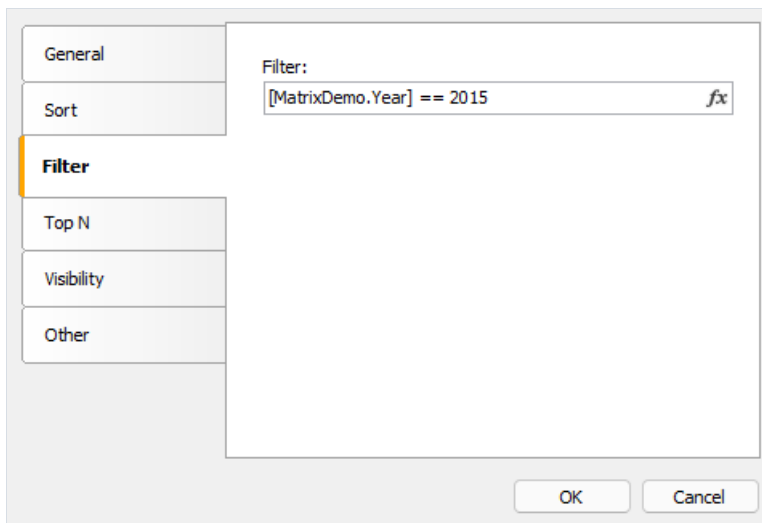 General
Sort
Filter
Top N
Visibility
Other
Filter:
[MatrixDemo.Year] == 2015 fx
OK Cancel